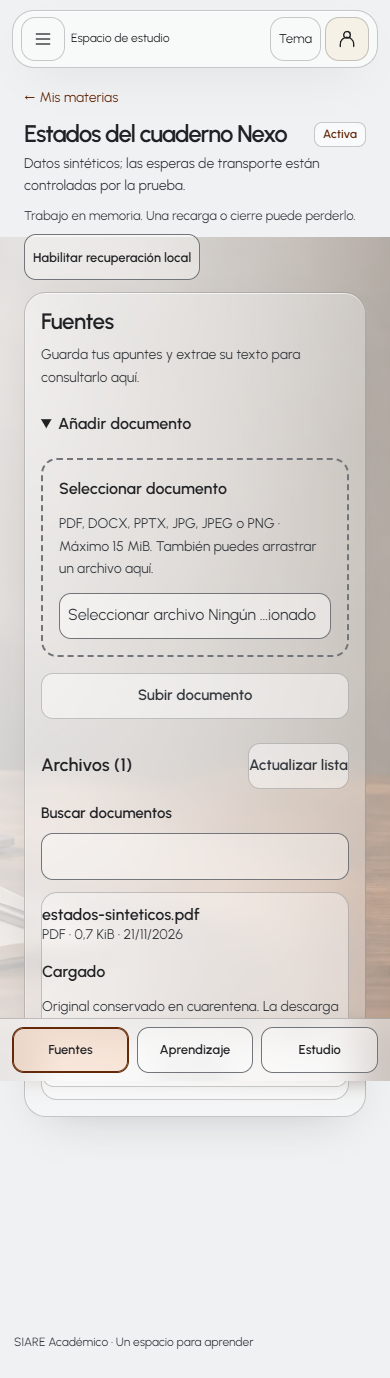 Espacio de estudio
Tema
← Mis materias
Estados del cuaderno Nexo
Activa
Datos sintéticos; las esperas de transporte están
controladas por la prueba.
Trabajo en memoria. Una recarga o cierre puede perderlo.
Habilitar recuperación local
Fuentes
Guarda tus apuntes y extrae su texto para
consultarlo aquí.
▼ Añadir documento
Seleccionar documento
PDF, DOCX, PPTX, JPG, JPEG o PNG ·
Máximo 15 MiB. También puedes arrastrar
un archivo aquí.
Seleccionar archivo Ningún ...ionado
Subir documento
Archivos (1)
Actualizar lista
Buscar documentos
estados-sinteticos.pdf
PDF · 0,7 KiB · 21/11/2026
Cargado
Original conservado en cuarentena. La descarga
Fuentes
Aprendizaje
Estudio
SIARE Académico · Un espacio para aprender